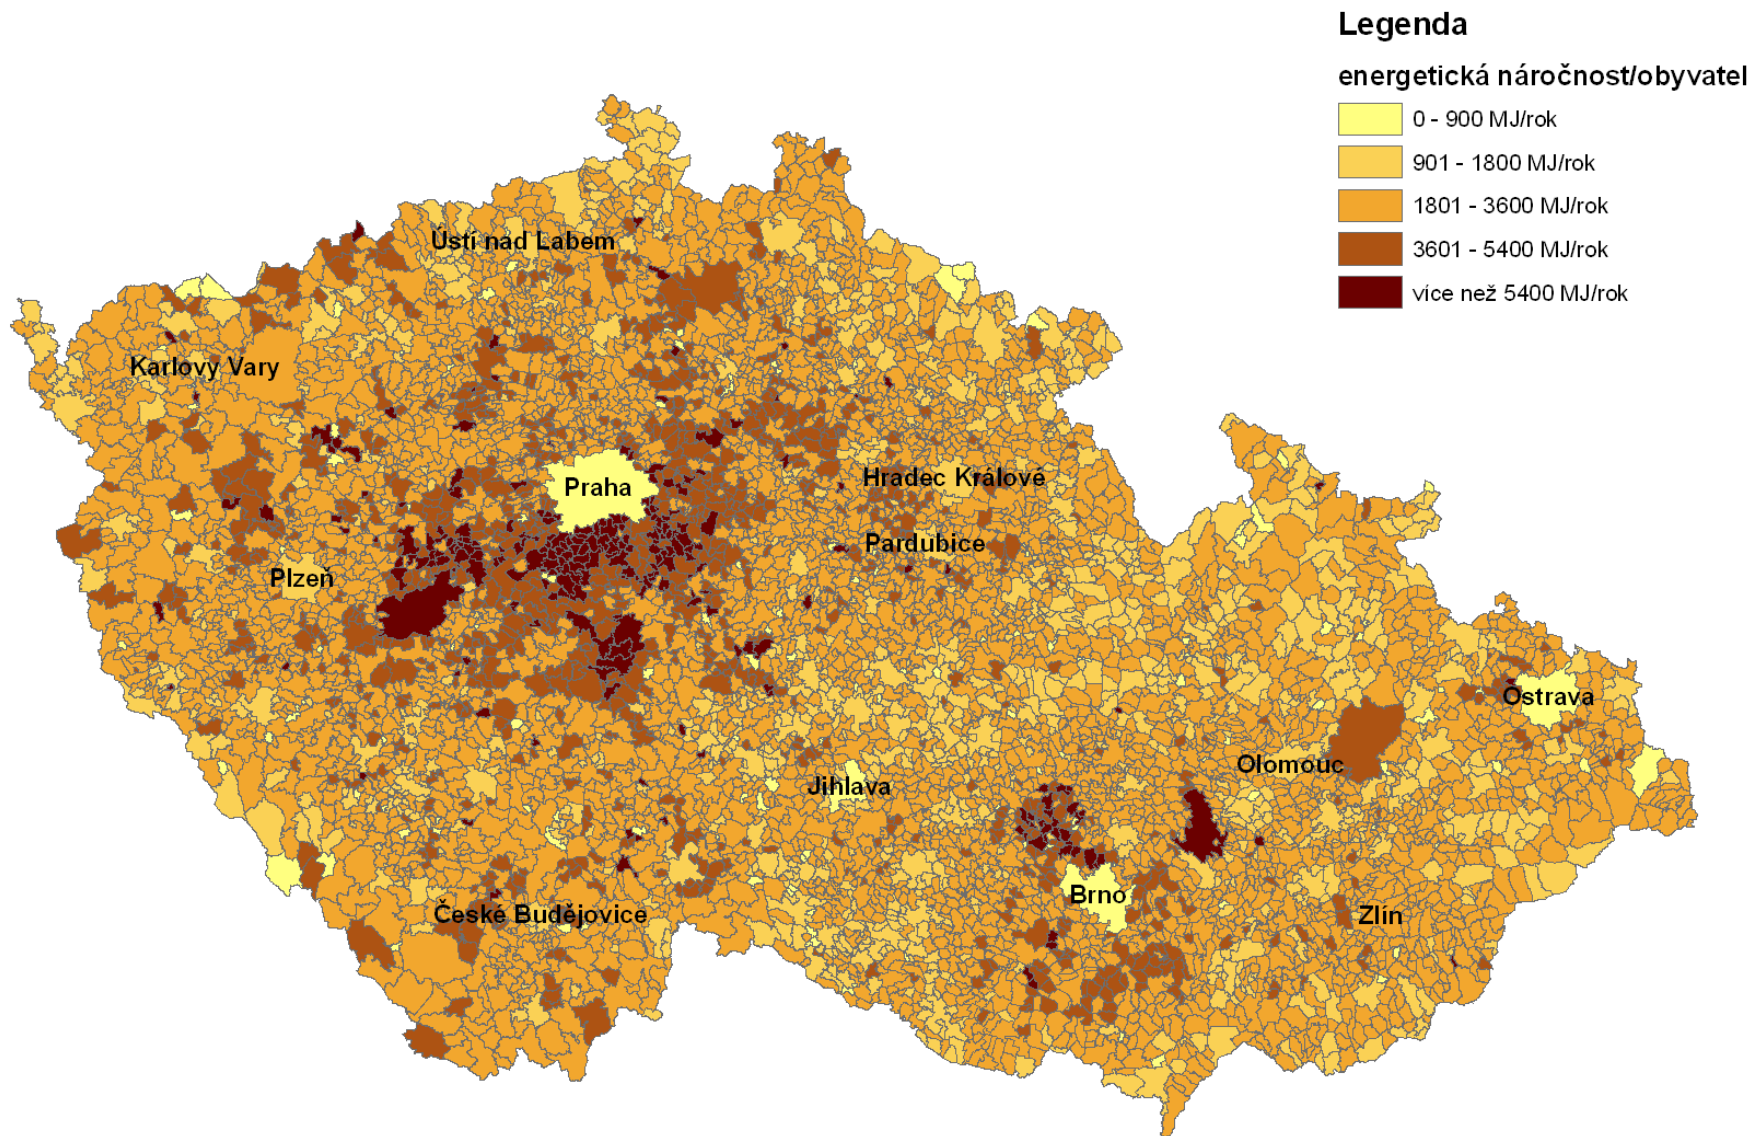 Legenda
energetická náročnost/obyvatel
0 - 900 MJ/rok
901 - 1800 MJ/rok
1801 - 3600 MJ/rok
3601 - 5400 MJ/rok
více než 5400 MJ/rok
Ústí nad Labem
Karlovy Vary
Praha
Hradec Králové
Pardubice
Plzeň
Ostrava
Olomouc
Jihlava
Brno
České Budějovice
Zlín